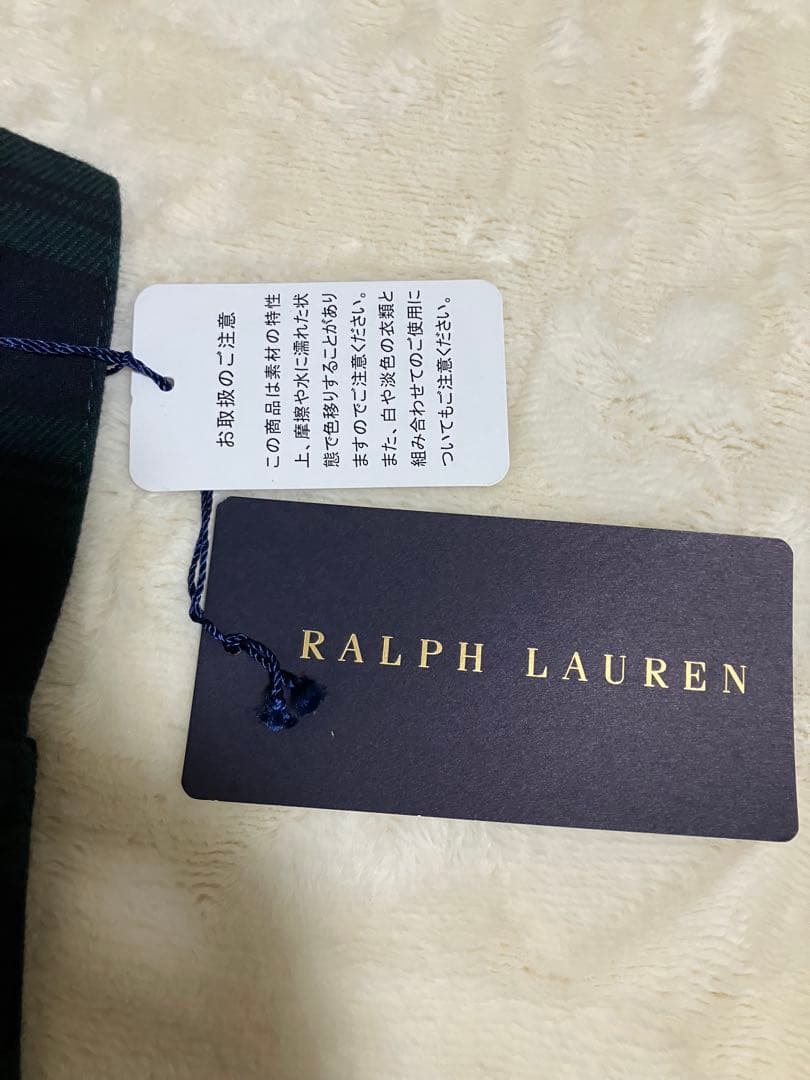 お取扱のご注意
この商品は素材の特性
上、摩擦や水に濡れた状
態で色移りすることがあり
ますのでご注意ください。
また、白や淡色の衣類と
組み合わせてのご使用に
ついてもご注意ください。
RALPH LAUREN